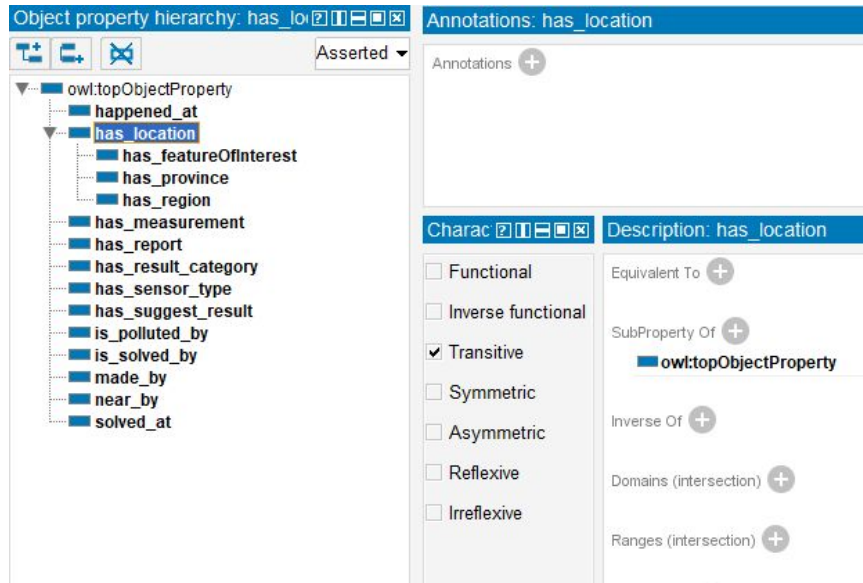 Object property hierarchy: has_lo
Asserted
owl:topObjectProperty
happened_at
has_location
has_featureOfInterest
has_province
has_region
has_measurement
has_report
has_result_category
has_sensor_type
has_suggest_result
is_polluted_by
is_solved_by
made_by
near_by
solved_at
Annotations: has_location
Annotations
Charac
Functional
Inverse functional
Transitive
Symmetric
Asymmetric
Reflexive
Irreflexive
Description: has_location
Equivalent To
SubProperty Of
owl:topObjectProperty
Inverse Of
Domains (intersection)
Ranges (intersection)